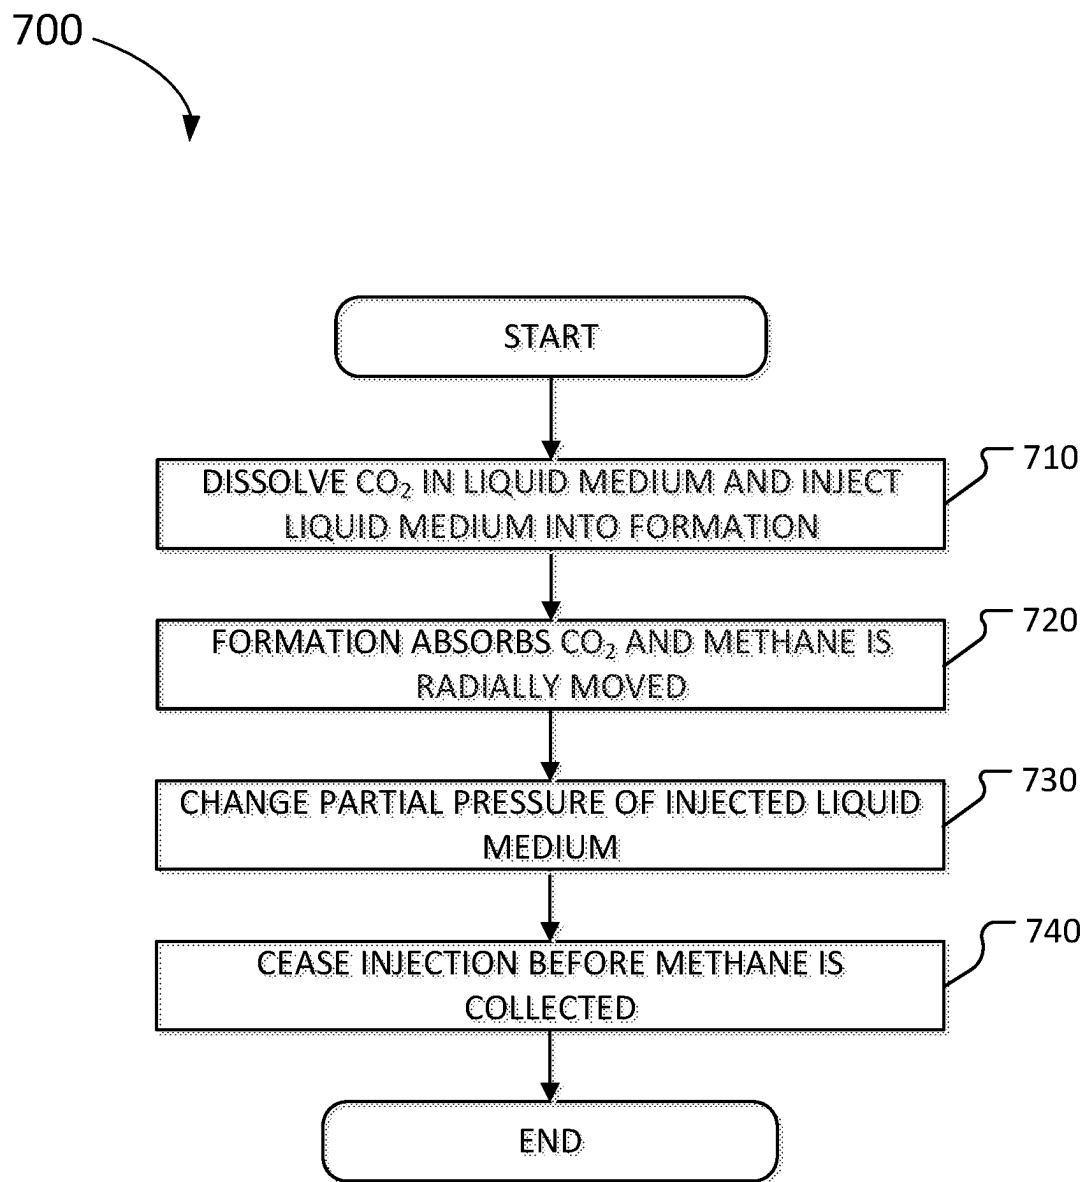 700
START
DISSOLVE CO₂ IN LIQUID MEDIUM AND INJECT
LIQUID MEDIUM INTO FORMATION
710
FORMATION ABSORBS CO₂ AND METHANE IS
RADIALLY MOVED
720
CHANGE PARTIAL PRESSURE OF INJECTED LIQUID
MEDIUM
730
CEASE INJECTION BEFORE METHANE IS
COLLECTED
740
END